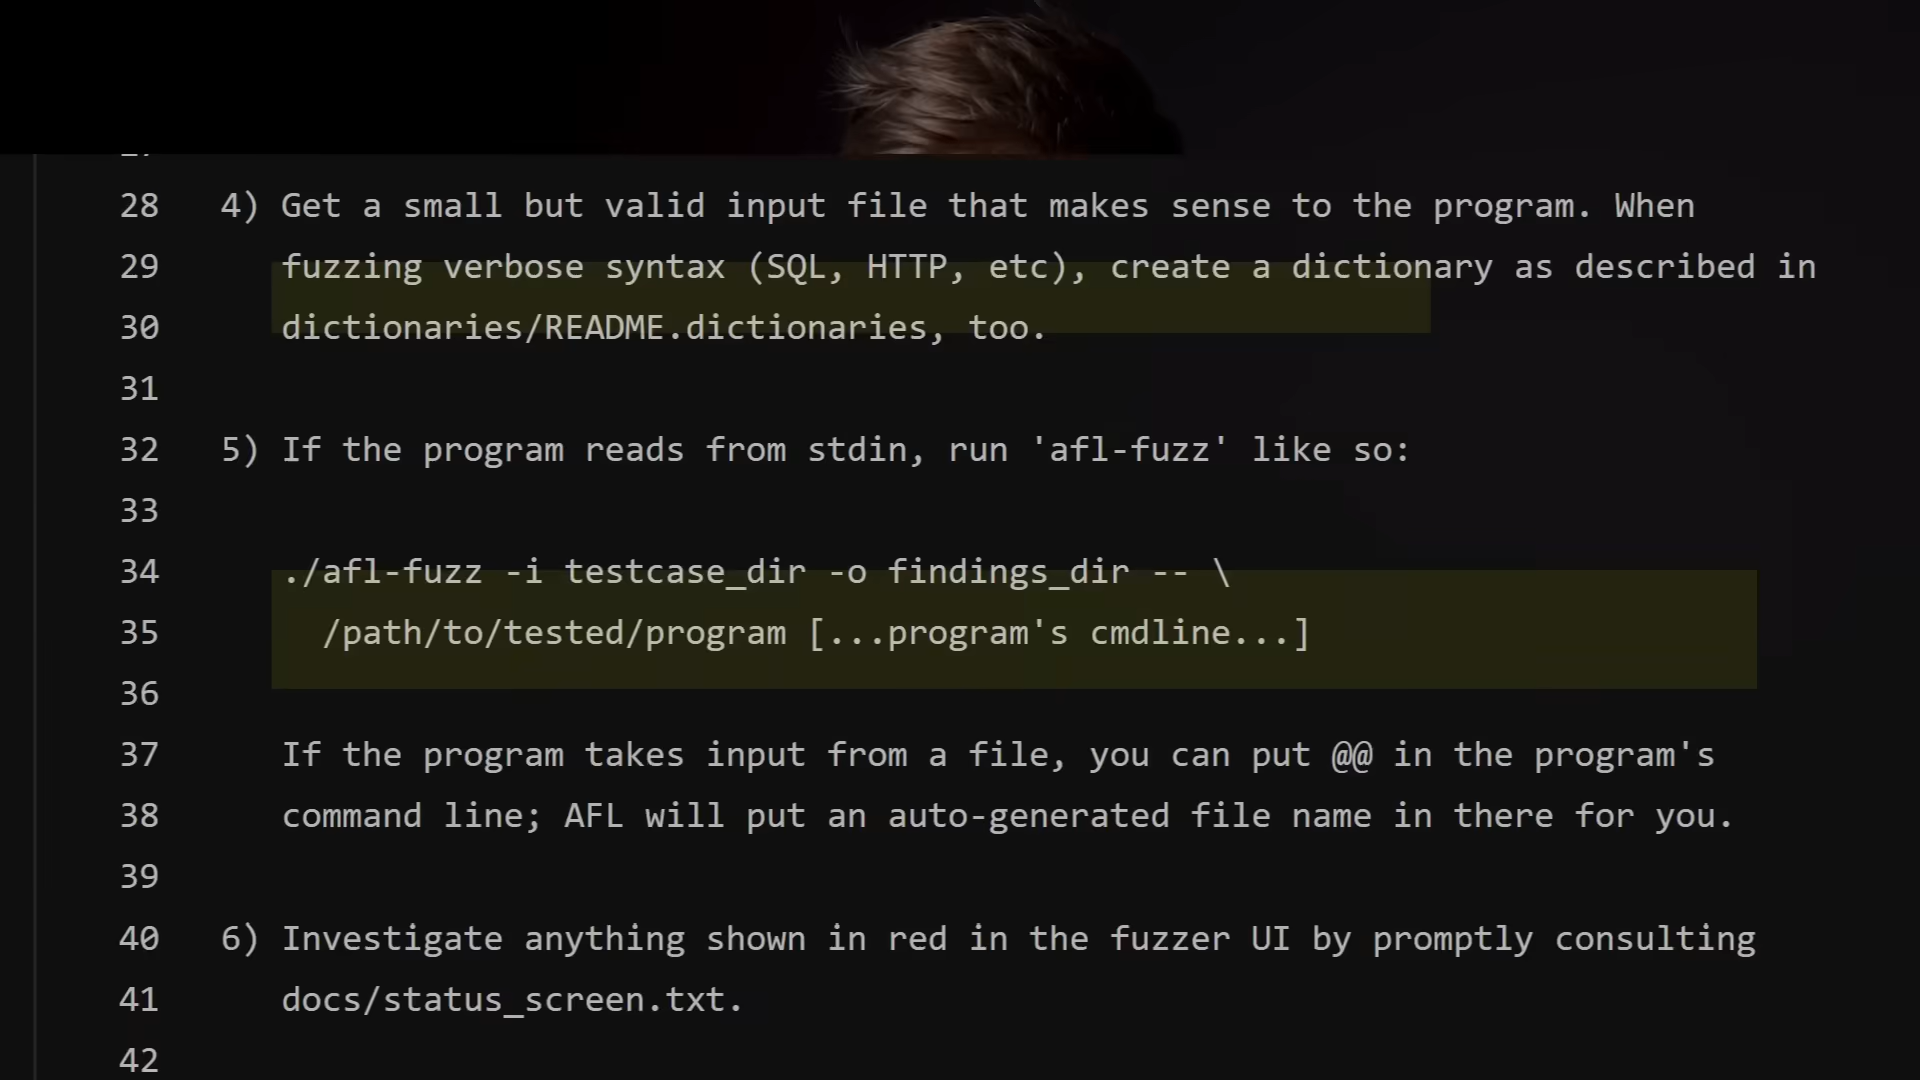 28 4) Get a small but valid input file that makes sense to the program. When
29 fuzzing verbose syntax (SQL, HTTP, etc), create a dictionary as described in
30 dictionaries/README.dictionaries, too.
31
32 5) If the program reads from stdin, run 'afl-fuzz' like so:
33
34 ./afl-fuzz -i testcase_dir -o findings_dir -- \
35 /path/to/tested/program [...program's cmdline...]
36
37 If the program takes input from a file, you can put @@ in the program's
38 command line; AFL will put an auto-generated file name in there for you.
39
40 6) Investigate anything shown in red in the fuzzer UI by promptly consulting
41 docs/status_screen.txt.
42